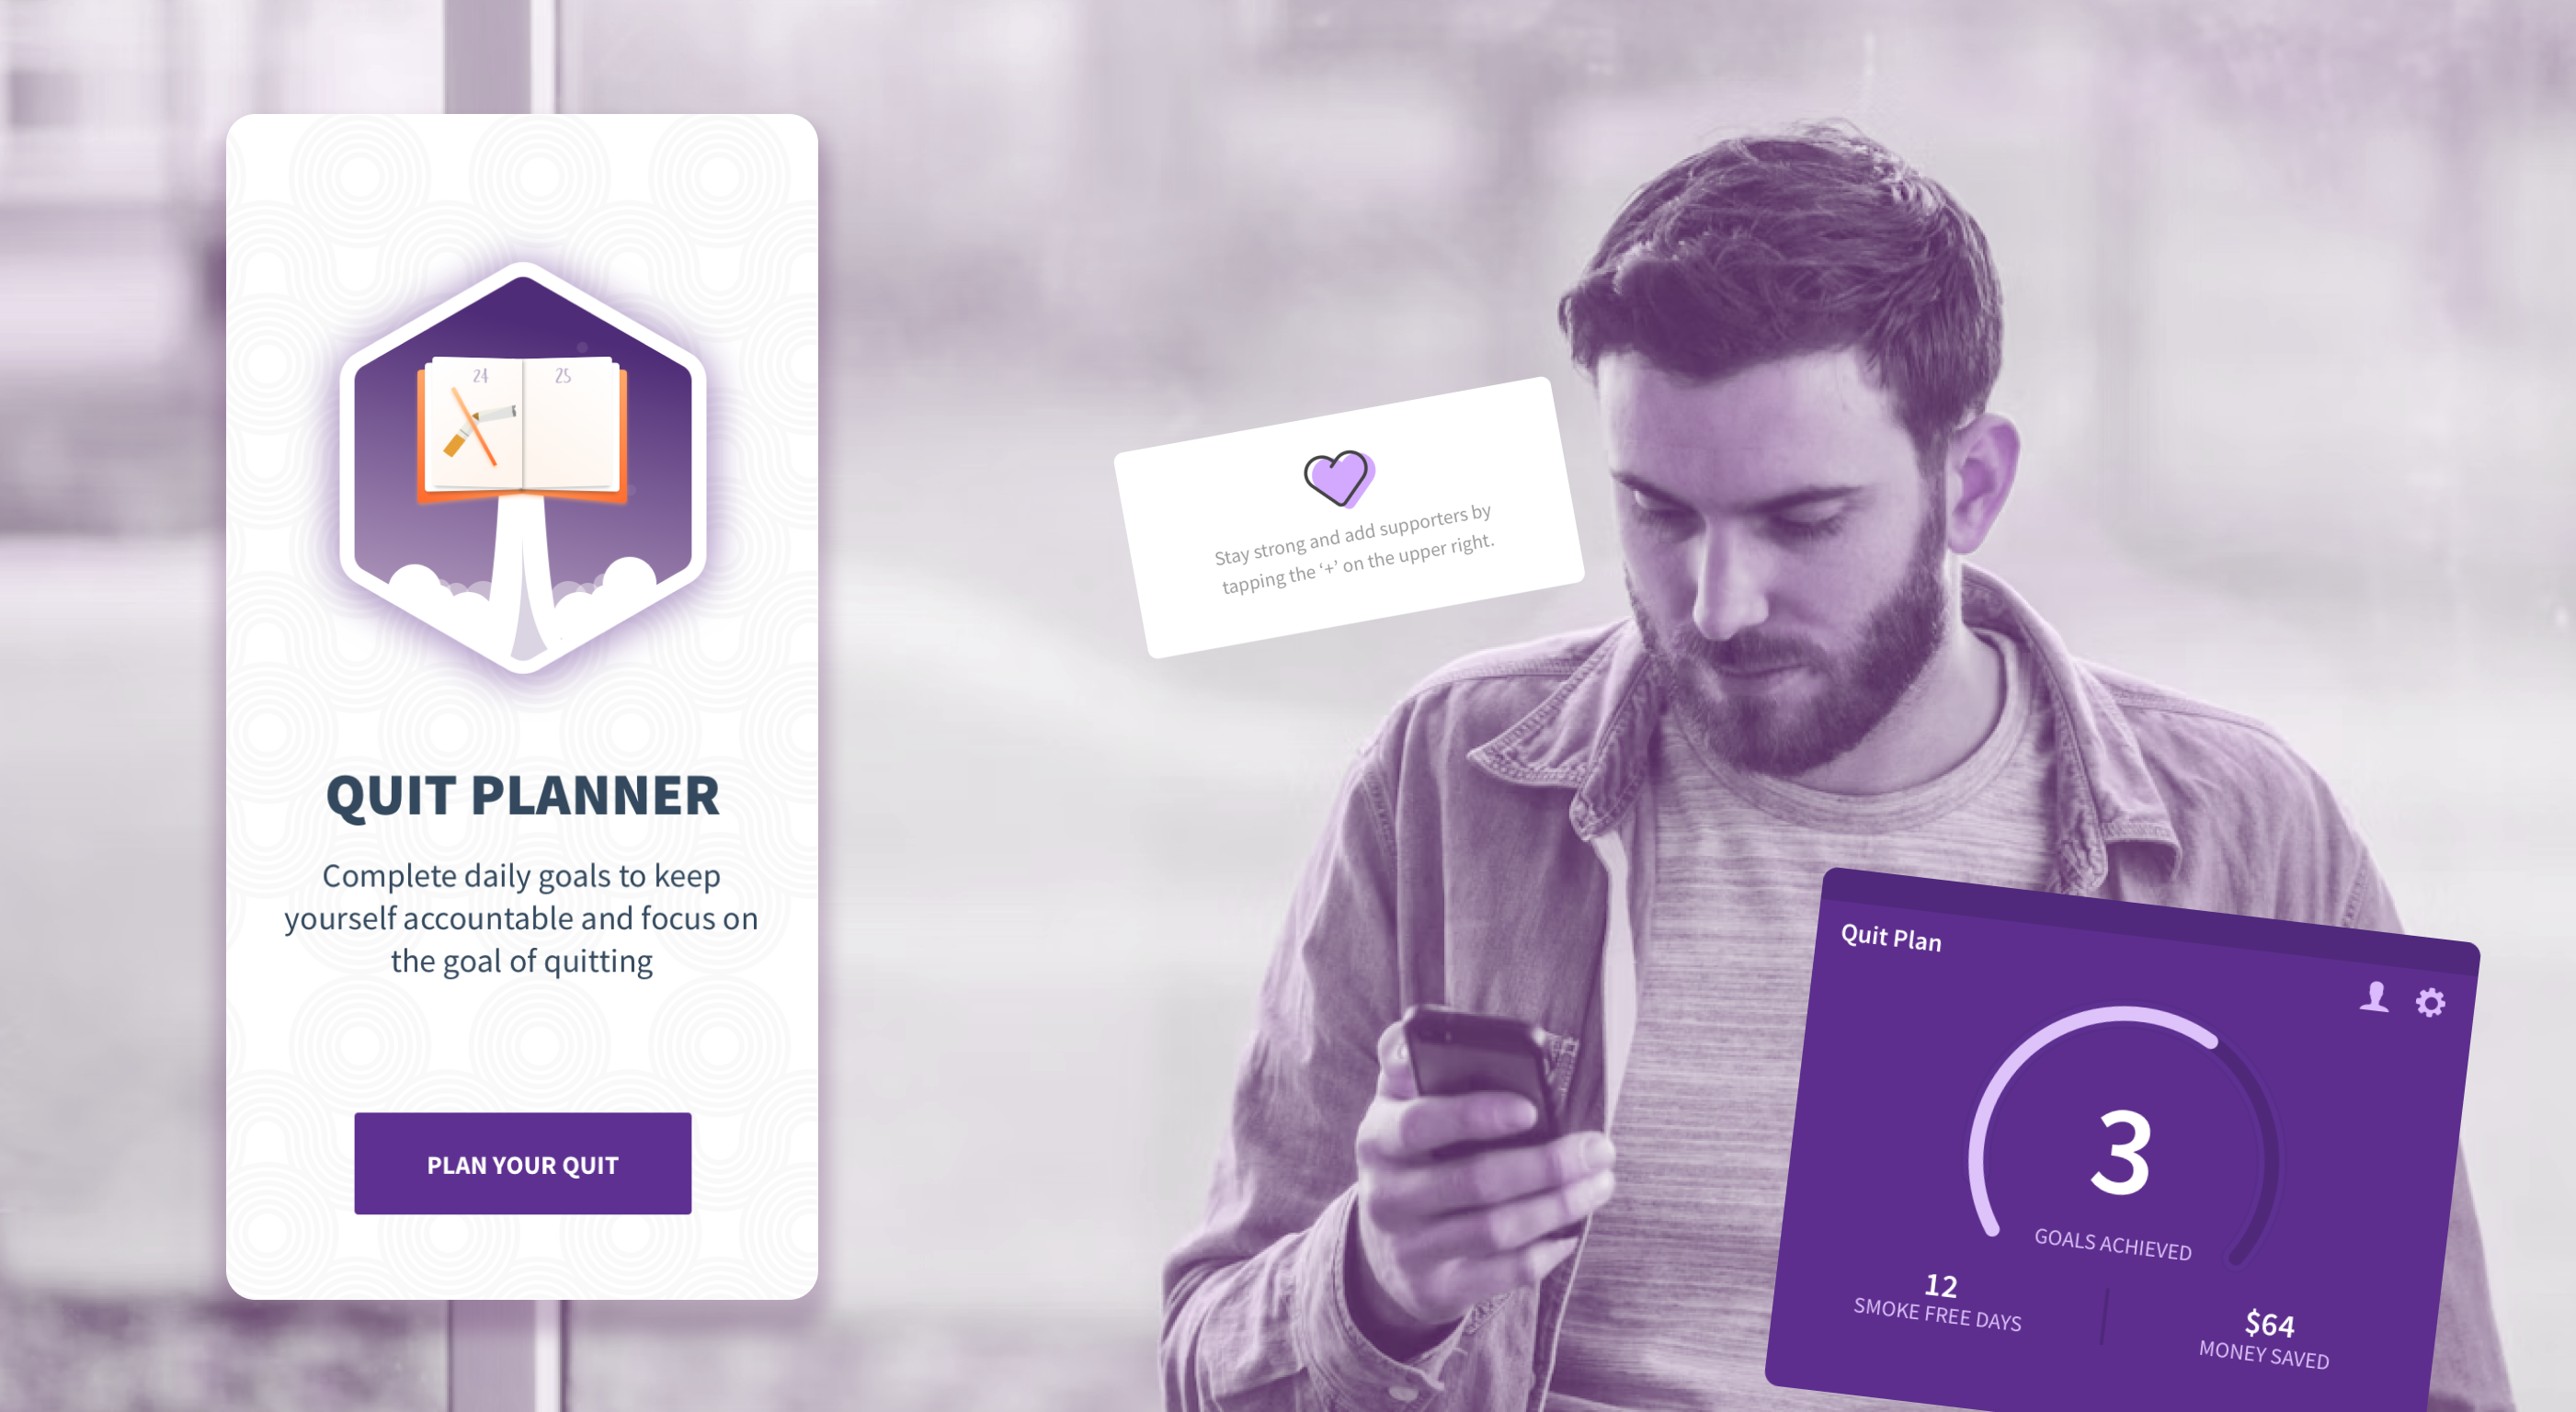 24
25
QUIT PLANNER
Complete daily goals to keep
yourself accountable and focus on
the goal of quitting
PLAN YOUR QUIT
Stay strong and add supporters by
tapping the ‘+’ on the upper right.
Quit Plan
3
GOALS ACHIEVED
12
SMOKE FREE DAYS
$64
MONEY SAVED